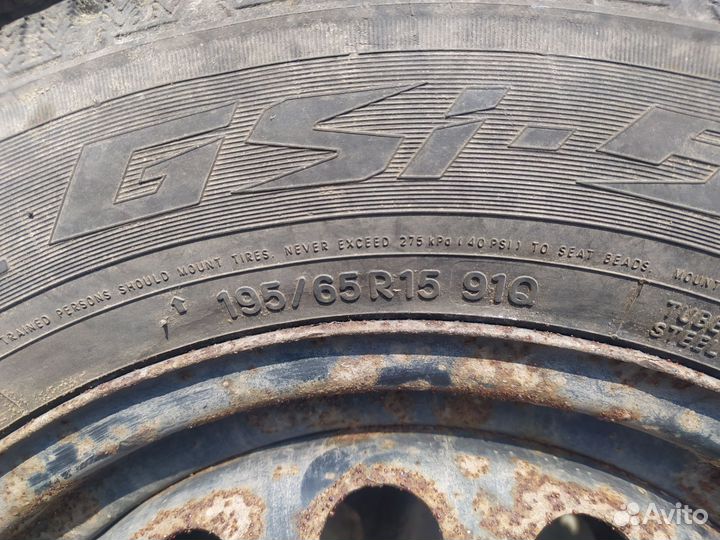 GSi-
TRAINED PERSONS SHOULD MOUNT TIRES. NEVER EXCEED 275 kPa (40 PSI) TO SEAT BEADS. MOUNT
195/65R15 91Q
TUBE
STEEL
Avito